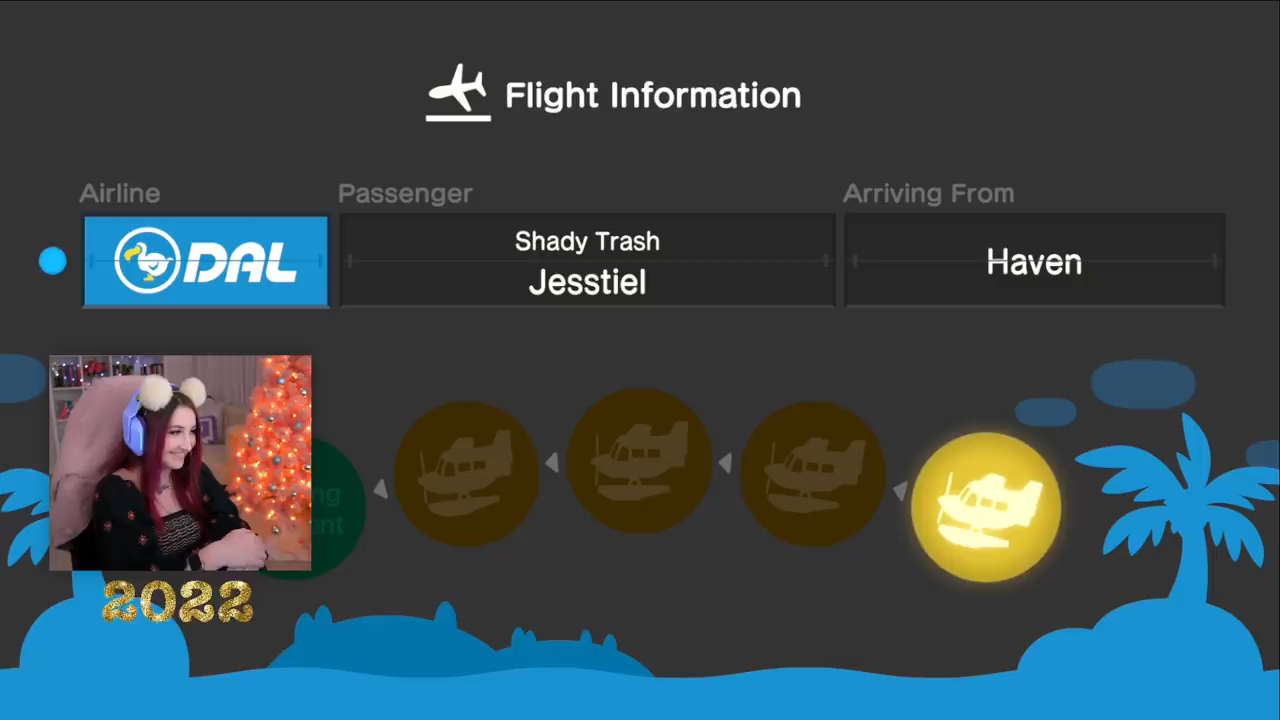 Flight Information
Airline
Passenger
Arriving From
DAL
Shady Trash
Jesstiel
Haven
2022